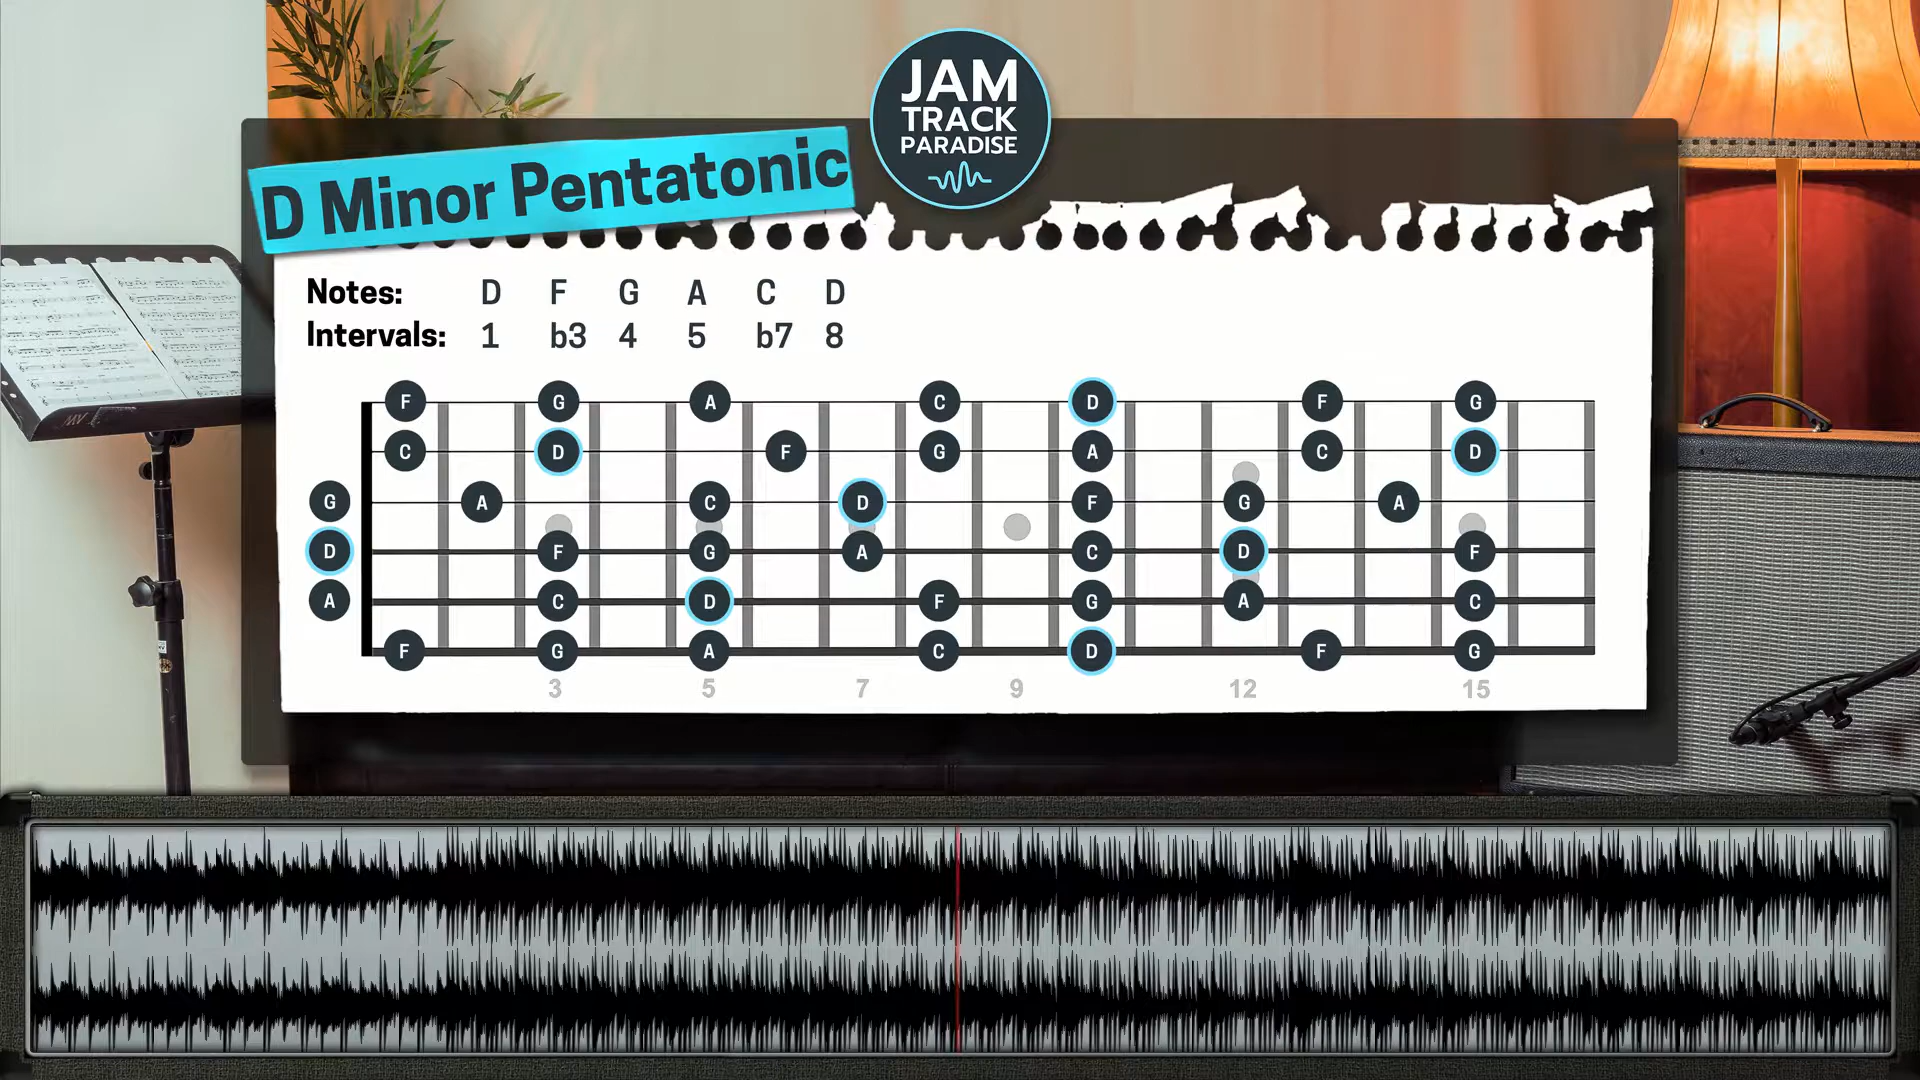 JAM
TRACK
PARADISE
D Minor Pentatonic
Notes: D F G A C D
Intervals: 1 b3 4 5 b7 8
F G A C D F G
C D F G A C D
G A C D F G A
D F G A C D F
A C D F G A C
F G A C D F G
3 5 7 9 12 15